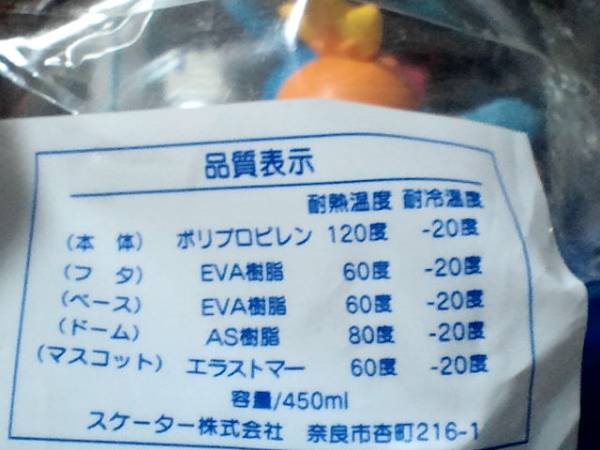 品質表示
耐熱温度 耐冷温度
(本 体) ポリプロピレン 120度 -20度
(フ タ) EVA樹脂 60度 -20度
(ベース) EVA樹脂 60度 -20度
(ドーム) AS樹脂 80度 -20度
(マスコット) エラストマー 60度 -20度
容量/450ml
スケーター株式会社 奈良市杏町216-1